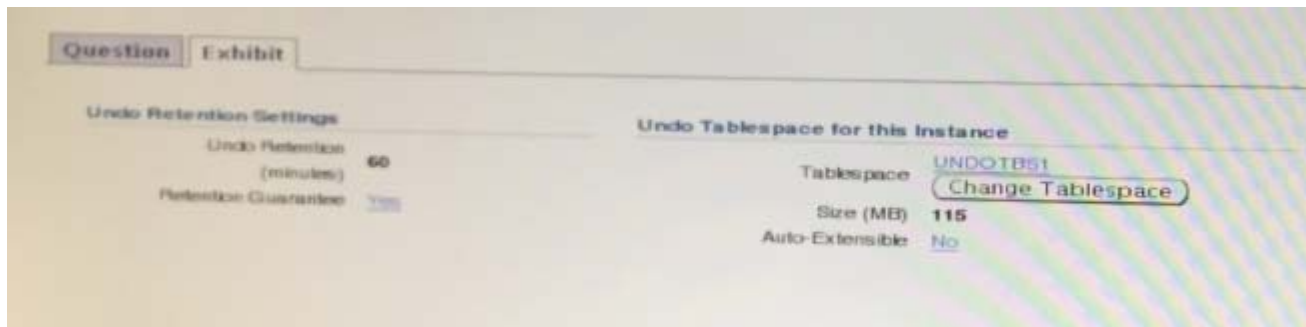 Question Exhibit
Undo Retention Settings
Undo Retention
(minutes) 60
Retention Guarantee Yes
Undo Tablespace for this Instance
Tablespace UNDOTBS1
Change Tablespace
Size (MB) 115
Auto-Extensible No